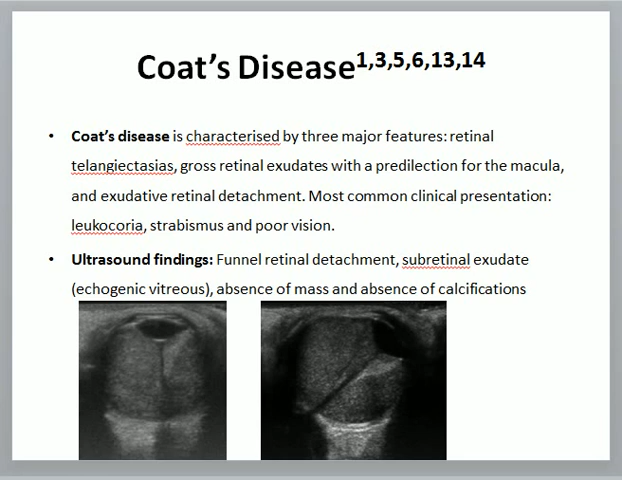 Coat's Disease1,3,5,6,13,14
• Coat's disease is characterised by three major features: retinal
telangiectasias, gross retinal exudates with a predilection for the macula,
and exudative retinal detachment. Most common clinical presentation:
leukocoria, strabismus and poor vision.
• Ultrasound findings: Funnel retinal detachment, subretinal exudate
(echogenic vitreous), absence of mass and absence of calcifications